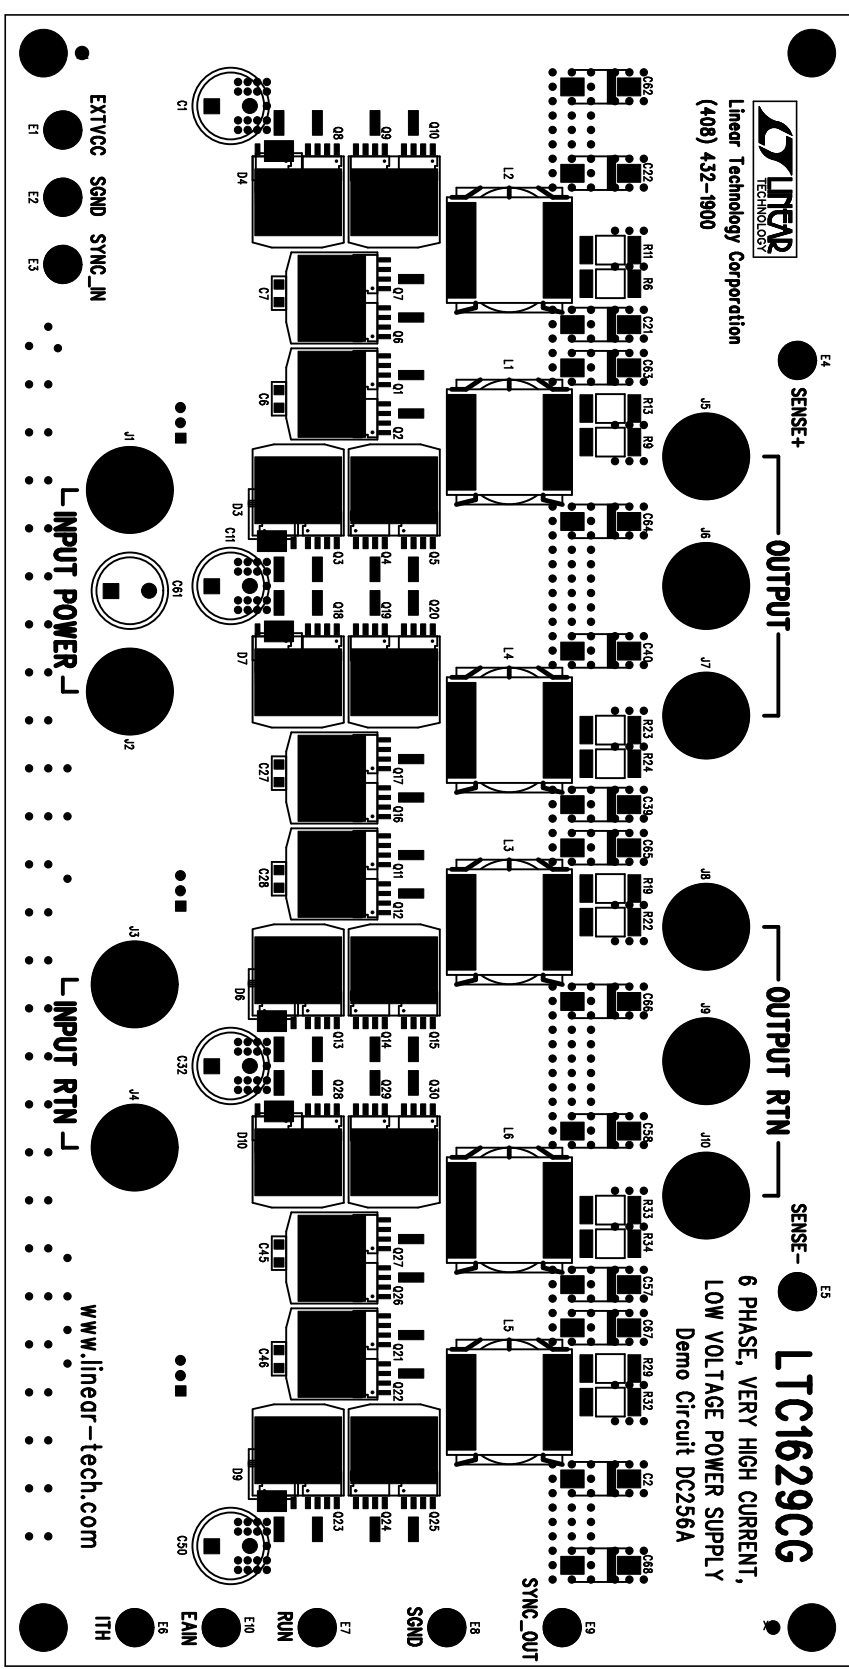 LINEAR
TECHNOLOGY
Linear Technology Corporation
(408) 432-1900
E4
SENSE+
OUTPUT
OUTPUT RTN
SENSE-
E5
LTC1629CG
6 PHASE, VERY HIGH CURRENT,
LOW VOLTAGE POWER SUPPLY
Demo Circuit DC256A
J5
J6
J7
J8
J9
J10
C62
C22
R11
R6
C21
C63
R13
R9
C64
C40
R23
R24
C39
C65
R19
R22
C66
C58
R33
R34
C57
C67
R29
R32
C2
C68
L2
L1
L4
L3
L6
L5
Q10
Q9
Q8
Q7
Q6
Q1
Q2
Q5
Q4
Q3
Q20
Q19
Q18
Q17
Q16
Q11
Q12
Q15
Q14
Q13
Q30
Q29
Q28
Q27
Q26
Q21
Q22
Q25
Q24
Q23
C1
D4
C7
C6
D3
C11
D7
C27
C28
D6
C32
D10
C45
C46
D9
C50
EXTVCC
E1
SGND
E2
SYNC_IN
E3
J1
C61
J2
INPUT POWER
J3
J4
INPUT RTN
www.linear-tech.com
SYNC_OUT
E9
SGND
E8
RUN
E7
EAIN
E10
ITH
E6